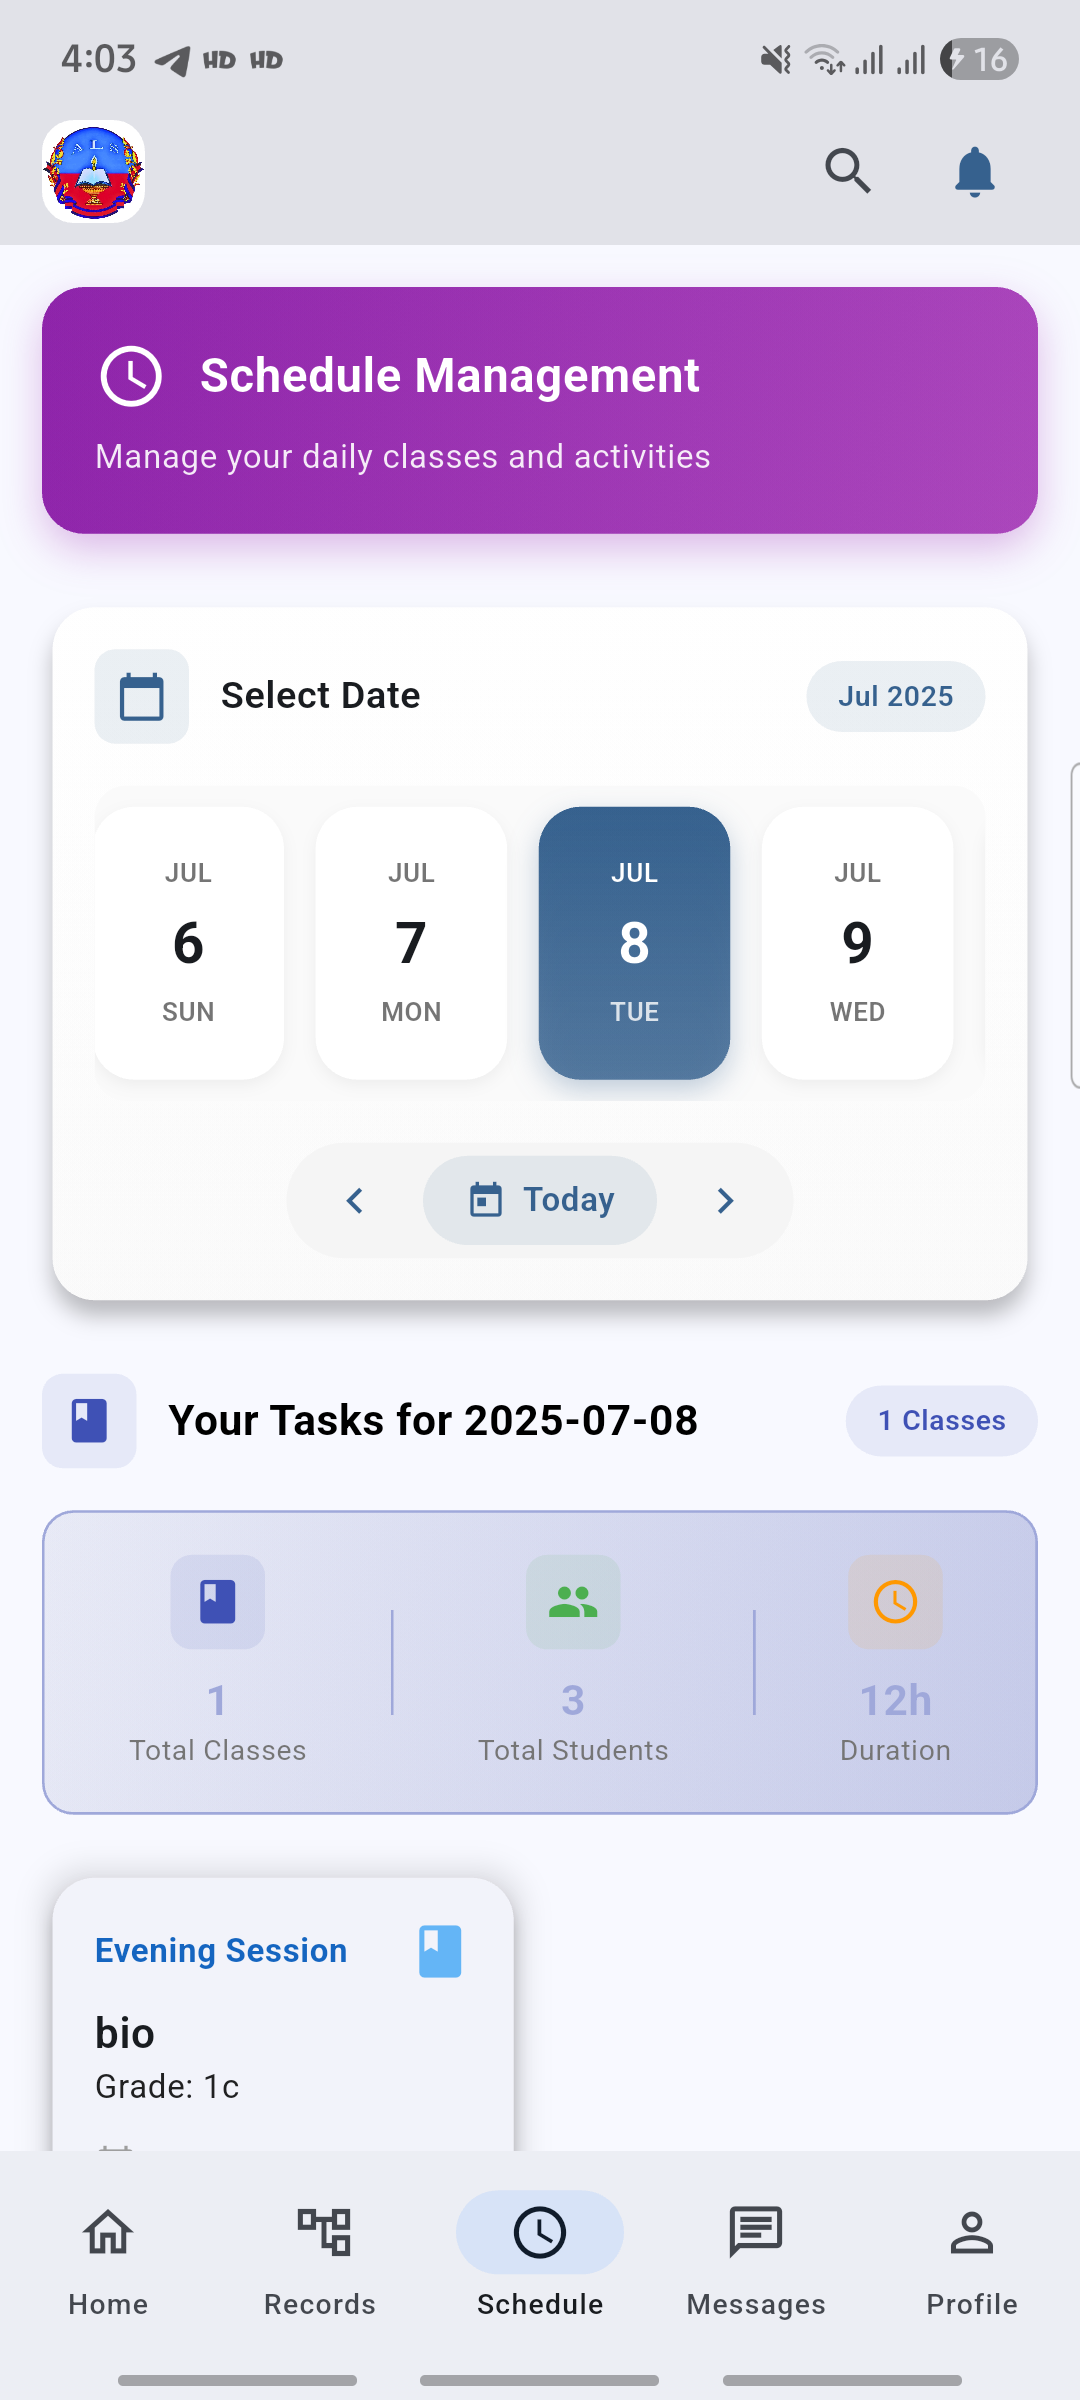 4:03 HD HD 16
A L S
Schedule Management
Manage your daily classes and activities
Select Date
Jul 2025
JUL JUL JUL JUL
6 7 8 9
SUN MON TUE WED
Today
Your Tasks for 2025-07-08
1 Classes
1 3 12h
Total Classes Total Students Duration
Evening Session
bio
Grade: 1c
Home Records Schedule Messages Profile